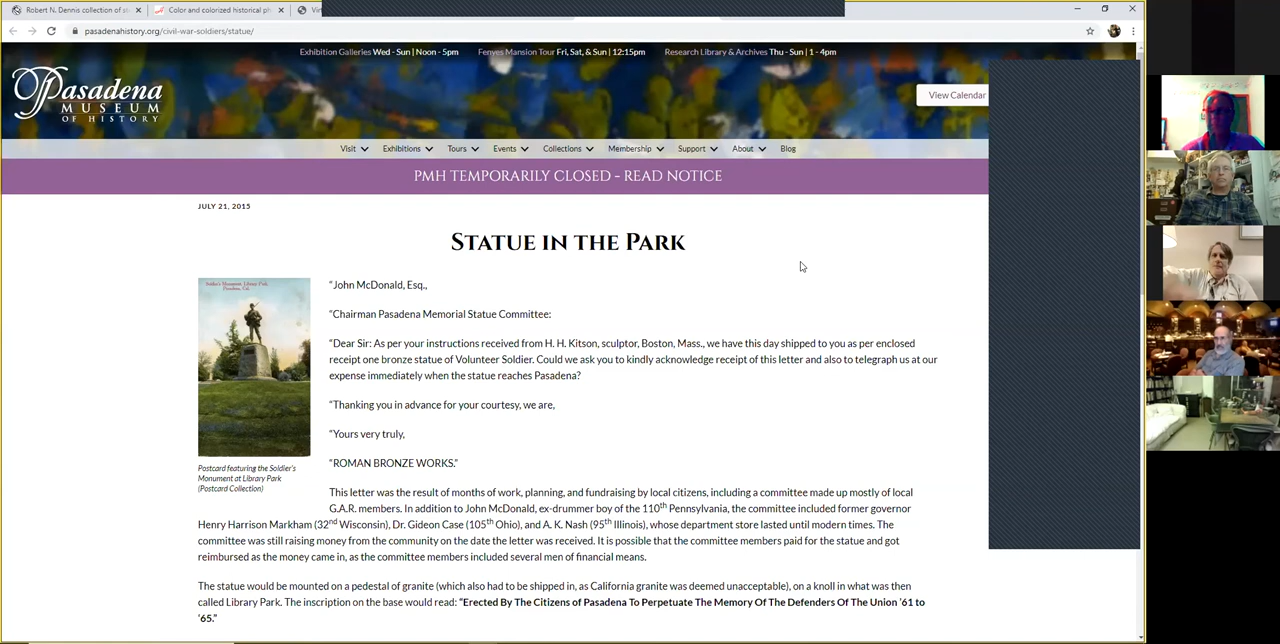 Robert N. Dennis collection of st
Color and colorized historical ph
Vin
pasadenahistory.org/civil-war-soldiers/statue/
Exhibition Galleries Wed - Sun | Noon - 5pm
Fenyes Mansion Tour Fri, Sat, & Sun | 12:15pm
Research Library & Archives Thu - Sun | 1 - 4pm
Pasadena
MUSEUM
OF HISTORY
View Calendar
Visit
Exhibitions
Tours
Events
Collections
Membership
Support
About
Blog
PMH TEMPORARILY CLOSED - READ NOTICE
JULY 21, 2015
STATUE IN THE PARK
Soldier's Monument, Library Park,
Pasadena, Cal.
Postcard featuring the Soldier's
Monument at Library Park
(Postcard Collection)
"John McDonald, Esq.,
"Chairman Pasadena Memorial Statue Committee:
"Dear Sir: As per your instructions received from H. H. Kitson, sculptor, Boston, Mass., we have this day shipped to you as per enclosed
receipt one bronze statue of Volunteer Soldier. Could we ask you to kindly acknowledge receipt of this letter and also to telegraph us at our
expense immediately when the statue reaches Pasadena?
"Thanking you in advance for your courtesy, we are,
"Yours very truly,
"ROMAN BRONZE WORKS."
This letter was the result of months of work, planning, and fundraising by local citizens, including a committee made up mostly of local
G.A.R. members. In addition to John McDonald, ex-drummer boy of the 110th Pennsylvania, the committee included former governor
Henry Harrison Markham (32nd Wisconsin), Dr. Gideon Case (105th Ohio), and A. K. Nash (95th Illinois), whose department store lasted until modern times. The
committee was still raising money from the community on the date the letter was received. It is possible that the committee members paid for the statue and got
reimbursed as the money came in, as the committee members included several men of financial means.
The statue would be mounted on a pedestal of granite (which also had to be shipped in, as California granite was deemed unacceptable), on a knoll in what was then
called Library Park. The inscription on the base would read: "Erected By The Citizens of Pasadena To Perpetuate The Memory Of The Defenders Of The Union '61 to
'65."